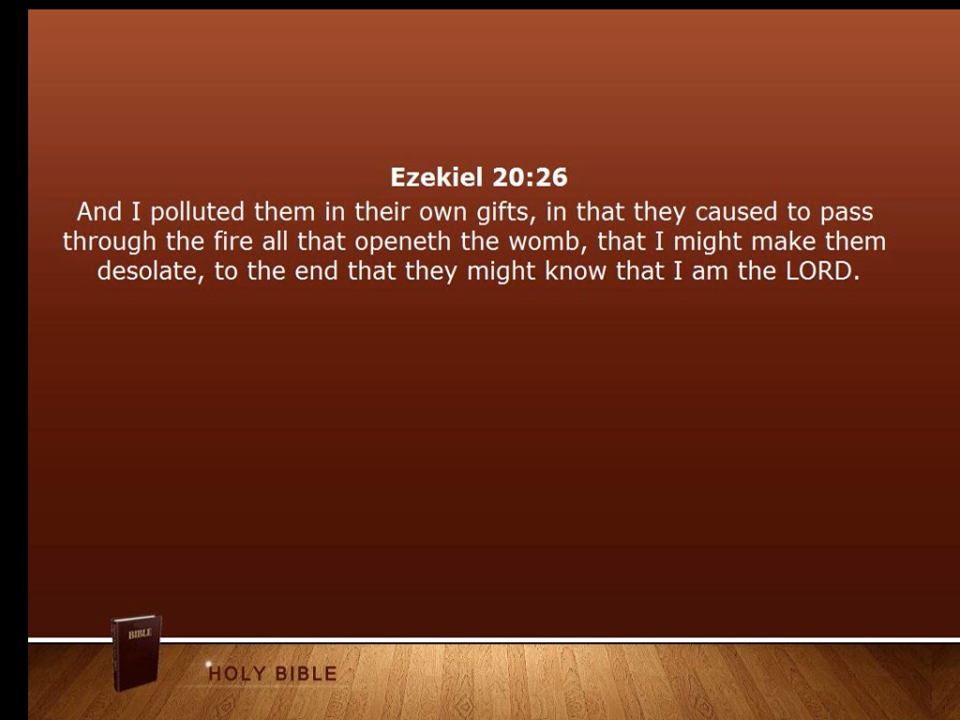 Ezekiel 20:26
And I polluted them in their own gifts, in that they caused to pass
through the fire all that openeth the womb, that I might make them
desolate, to the end that they might know that I am the LORD.
BIBLE
HOLY BIBLE